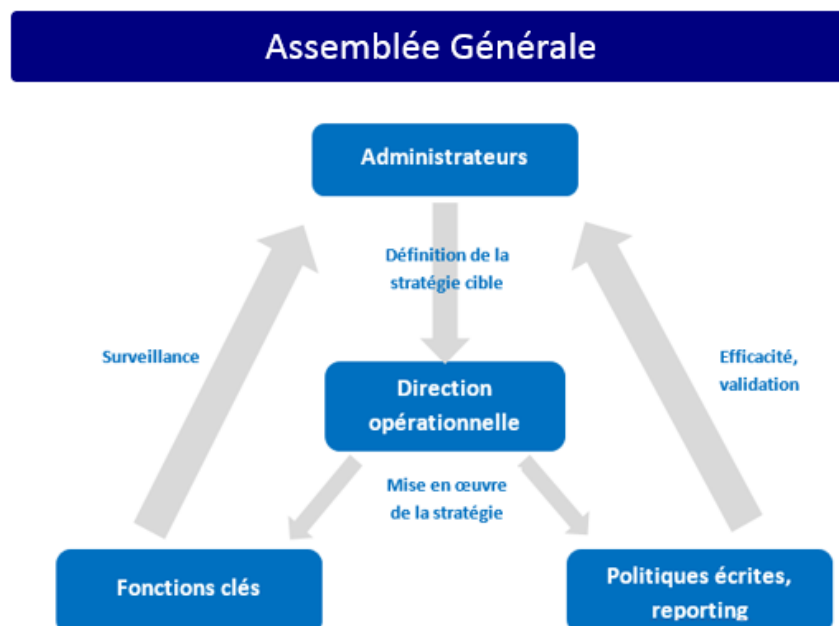 Assemblée Générale
Administrateurs
Définition de la
stratégie cible
Surveillance
Efficacité,
validation
Direction
opérationnelle
Mise en œuvre
de la stratégie
Fonctions clés
Politiques écrites,
reporting